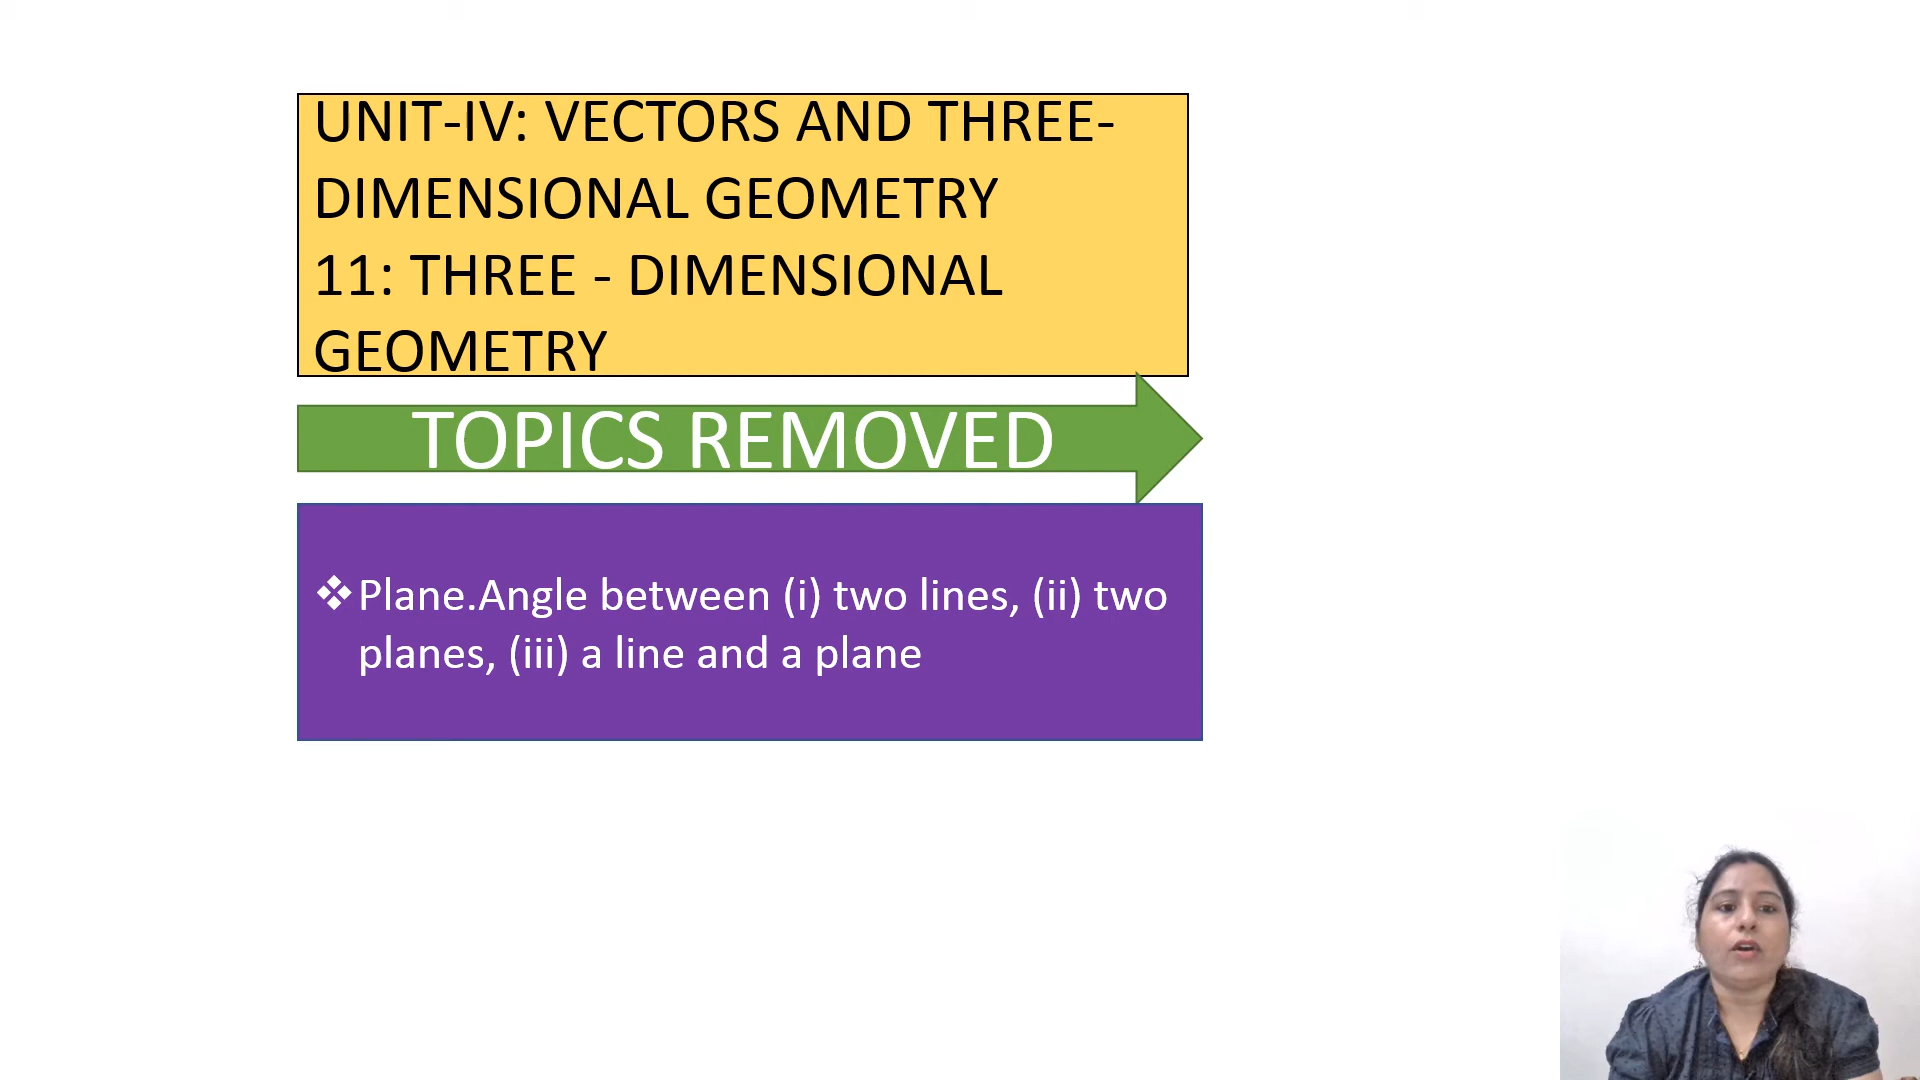 UNIT-IV: VECTORS AND THREE-
DIMENSIONAL GEOMETRY
11: THREE - DIMENSIONAL
GEOMETRY
TOPICS REMOVED
❖Plane.Angle between (i) two lines, (ii) two
planes, (iii) a line and a plane